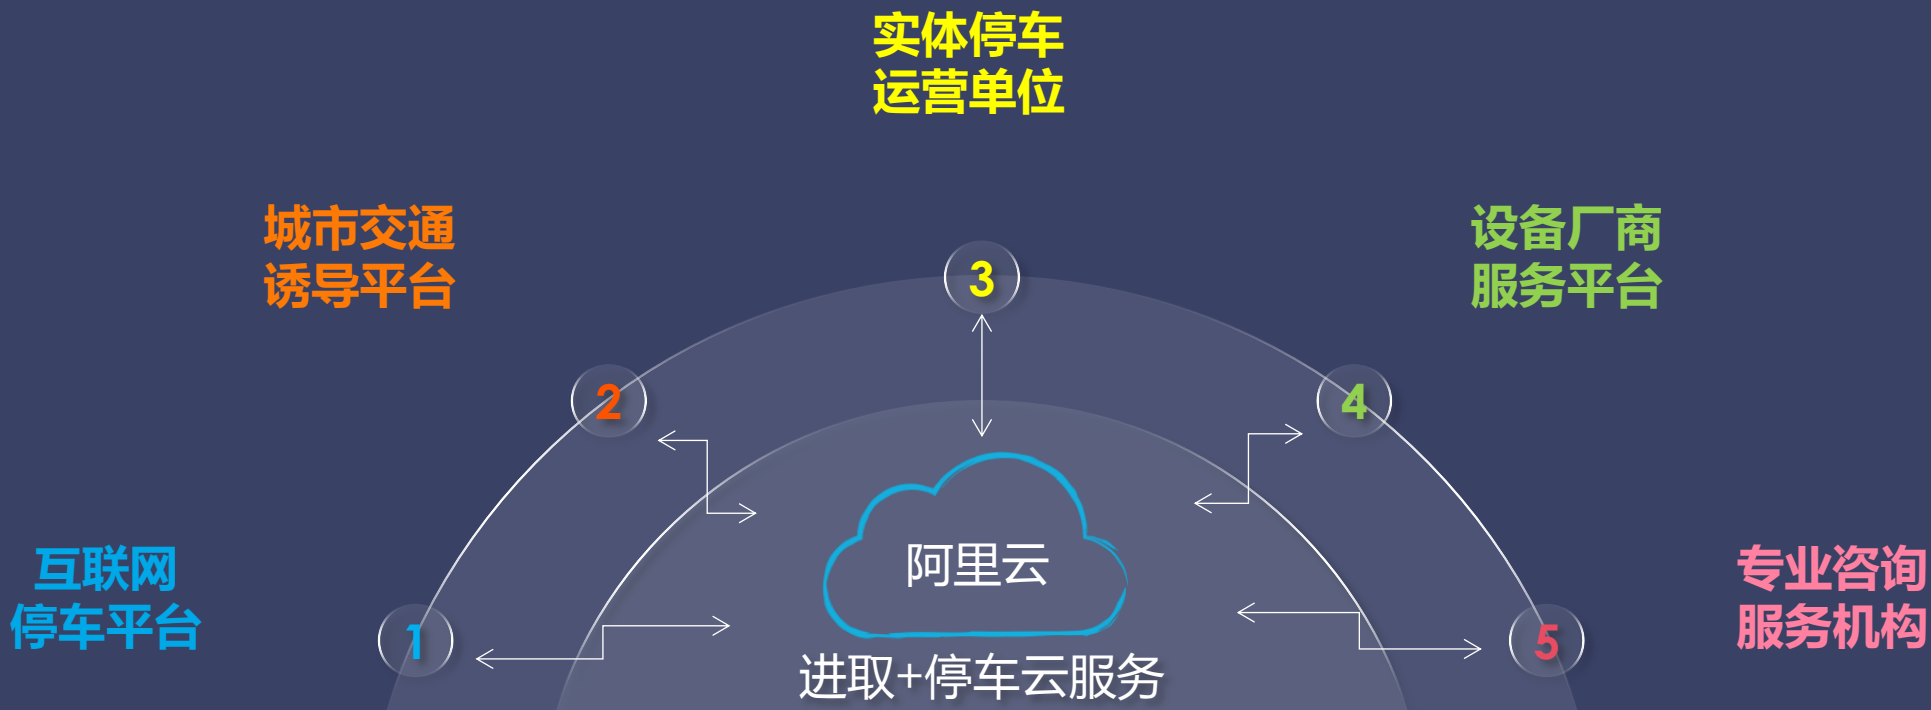 实体停车
运营单位
城市交通
诱导平台
设备厂商
服务平台
3
2
4
互联网
停车平台
阿里云
专业咨询
服务机构
1
5
进取+停车云服务